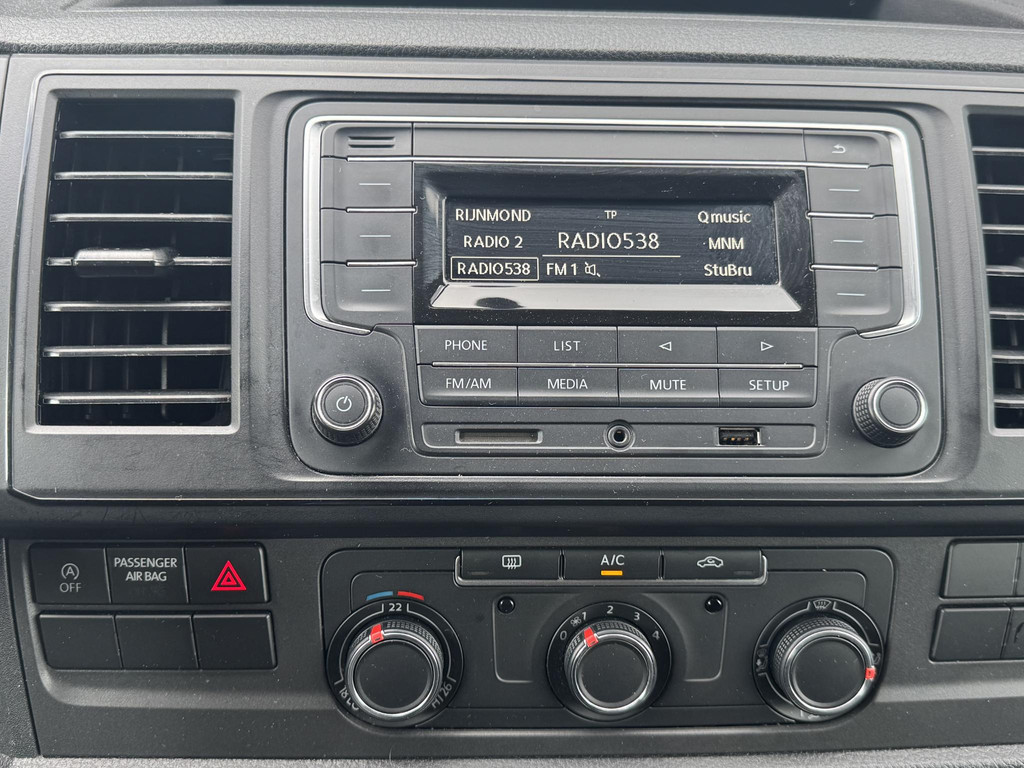 RIJNMOND TP Qmusic
RADIO 2 RADIO538 MNM
RADIO538 FM 1 StuBru
PHONE LIST
FM/AM MEDIA MUTE SETUP
A
OFF
PASSENGER
AIR BAG
A/C
22
0 1 2 3 4